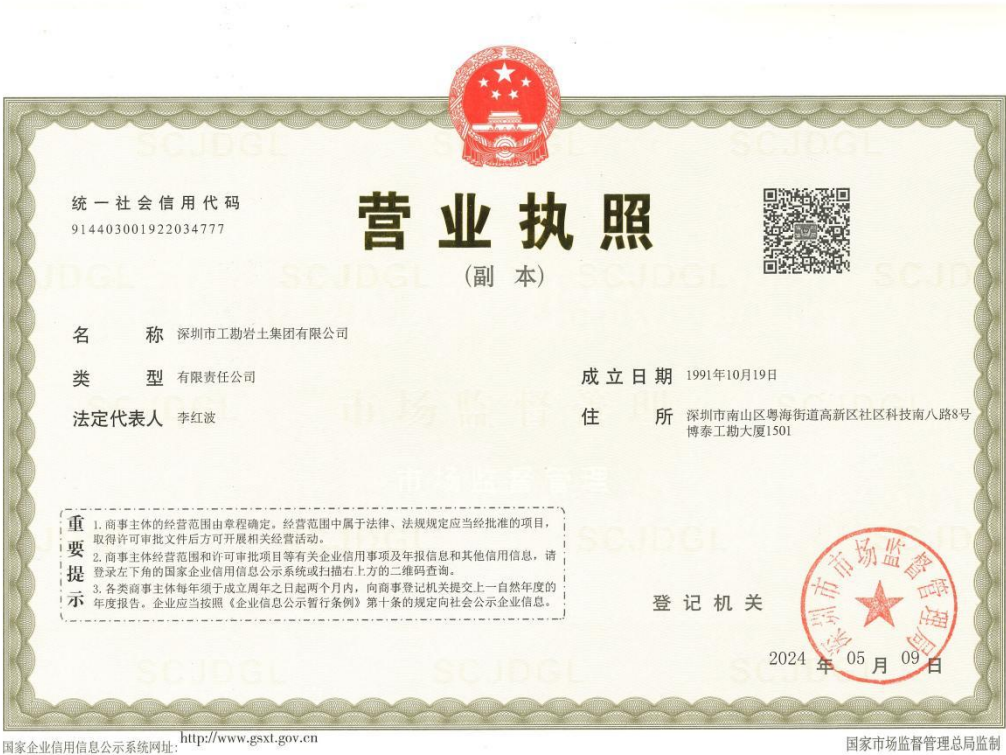 统一社会信用代码
914403001922034777
营业执照
(副 本)
名 称 深圳市工勘岩土集团有限公司
类 型 有限责任公司
法定代表人 李红波
成立日期 1991年10月19日
住 所 深圳市南山区粤海街道高新区社区科技南八路8号
博泰工勘大厦1501
重要提示
1.商事主体的经营范围由章程确定。经营范围中属于法律、法规规定应当经批准的项目,
取得许可审批文件后方可开展相关经营活动。
2.商事主体经营范围和许可审批项目等有关企业信用事项及年报信息和其他信用信息,请
登录左下角的国家企业信用信息公示系统或扫描右上方的二维码查询。
3.各类商事主体每年须于成立周年之日起两个月内,向商事登记机关提交上一自然年度的
年度报告。企业应当按照《企业信息公示暂行条例》第十条的规定向社会公示企业信息。
登记机关
深圳市市场监督管理局
2024 年 05 月 09 日
国家企业信用信息公示系统网址:http://www.gsxt.gov.cn
国家市场监督管理总局监制
SCJDGL
市场监督管理